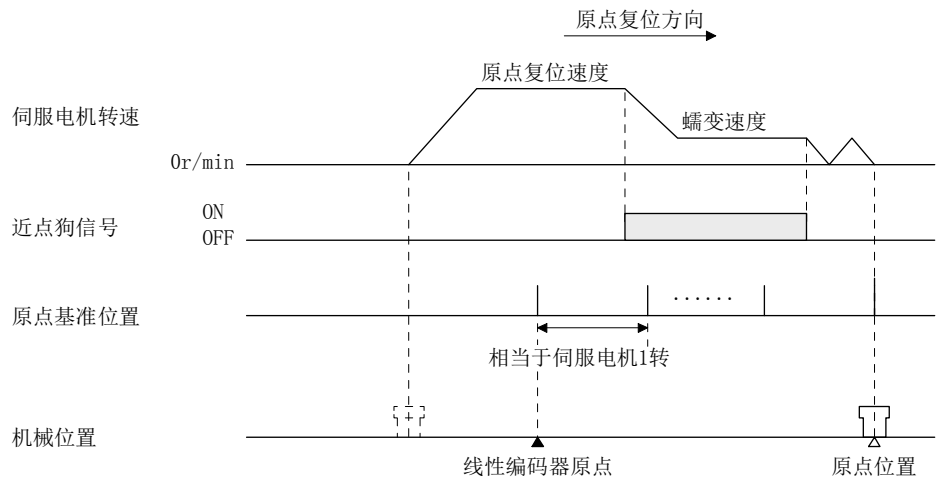 原点复位方向
原点复位速度
伺服电机转速
蠕变速度
0r/min
近点狗信号
ON
OFF
原点基准位置
······
相当于伺服电机1转
机械位置
线性编码器原点
原点位置